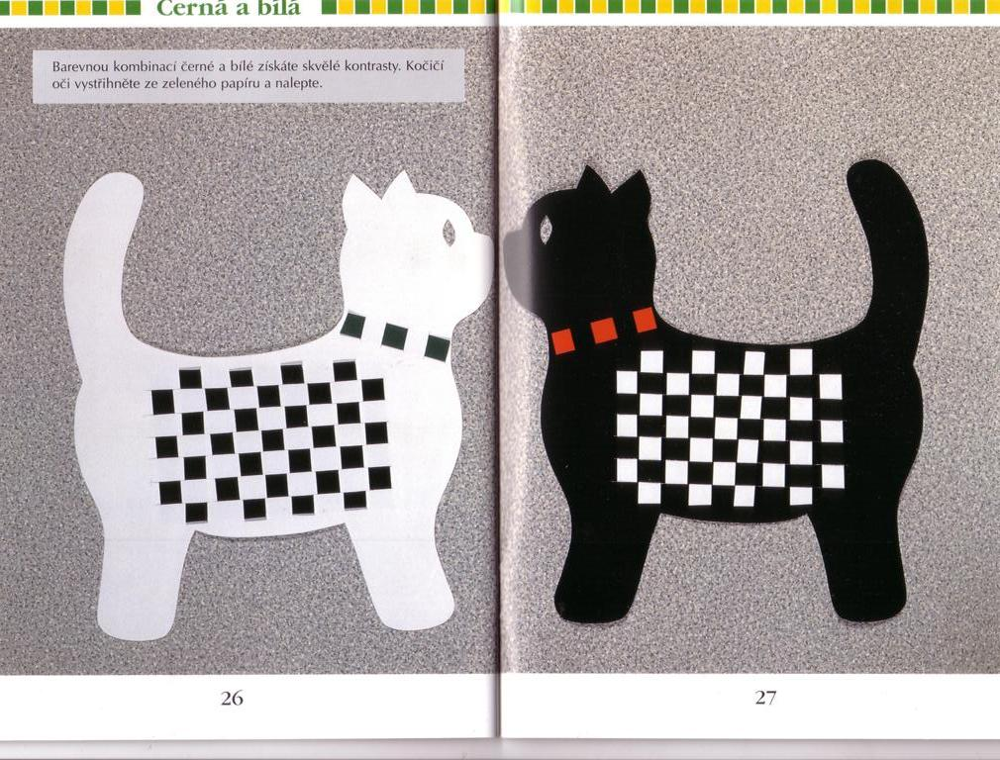 Černá a bílá
Barevnou kombinací černé a bílé získáte skvělé kontrasty. Kočičí
oči vystřihněte ze zeleného papíru a nalepte.
26
27